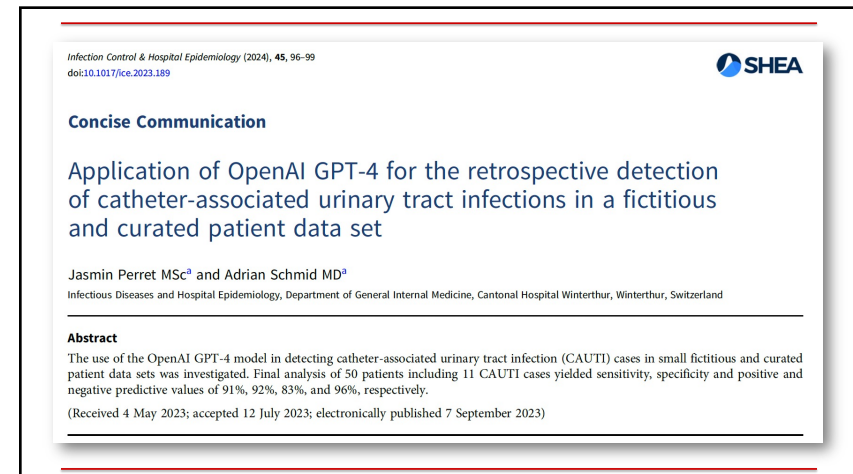 Infection Control & Hospital Epidemiology (2024), 45, 96–99
doi:10.1017/ice.2023.189
SHEA
Concise Communication
Application of OpenAI GPT-4 for the retrospective detection
of catheter-associated urinary tract infections in a fictitious
and curated patient data set
Jasmin Perret MScᵃ and Adrian Schmid MDᵃ
Infectious Diseases and Hospital Epidemiology, Department of General Internal Medicine, Cantonal Hospital Winterthur, Winterthur, Switzerland
Abstract
The use of the OpenAI GPT-4 model in detecting catheter-associated urinary tract infection (CAUTI) cases in small fictitious and curated
patient data sets was investigated. Final analysis of 50 patients including 11 CAUTI cases yielded sensitivity, specificity and positive and
negative predictive values of 91%, 92%, 83%, and 96%, respectively.
(Received 4 May 2023; accepted 12 July 2023; electronically published 7 September 2023)